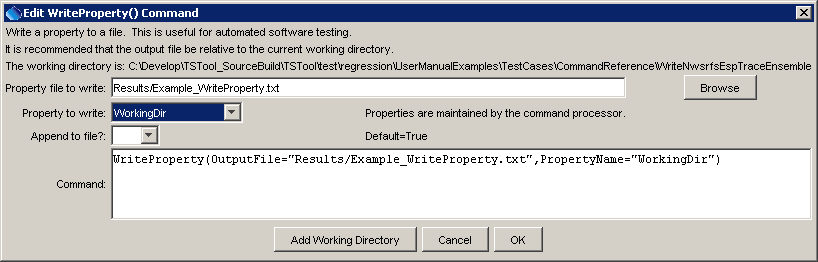 Edit WriteProperty() Command
Write a property to a file.  This is useful for automated software testing.
It is recommended that the output file be relative to the current working directory.
The working directory is: C:\Develop\TSTool_SourceBuild\TSTool\test\regression\UserManualExamples\TestCases\CommandReference\WriteNwsrfsEspTraceEnsemble
Property file to write: Results/Example_WriteProperty.txt Browse
Property to write: WorkingDir Properties are maintained by the command processor.
Append to file?: Default=True
Command: WriteProperty(OutputFile="Results/Example_WriteProperty.txt",PropertyName="WorkingDir")
Add Working Directory Cancel OK